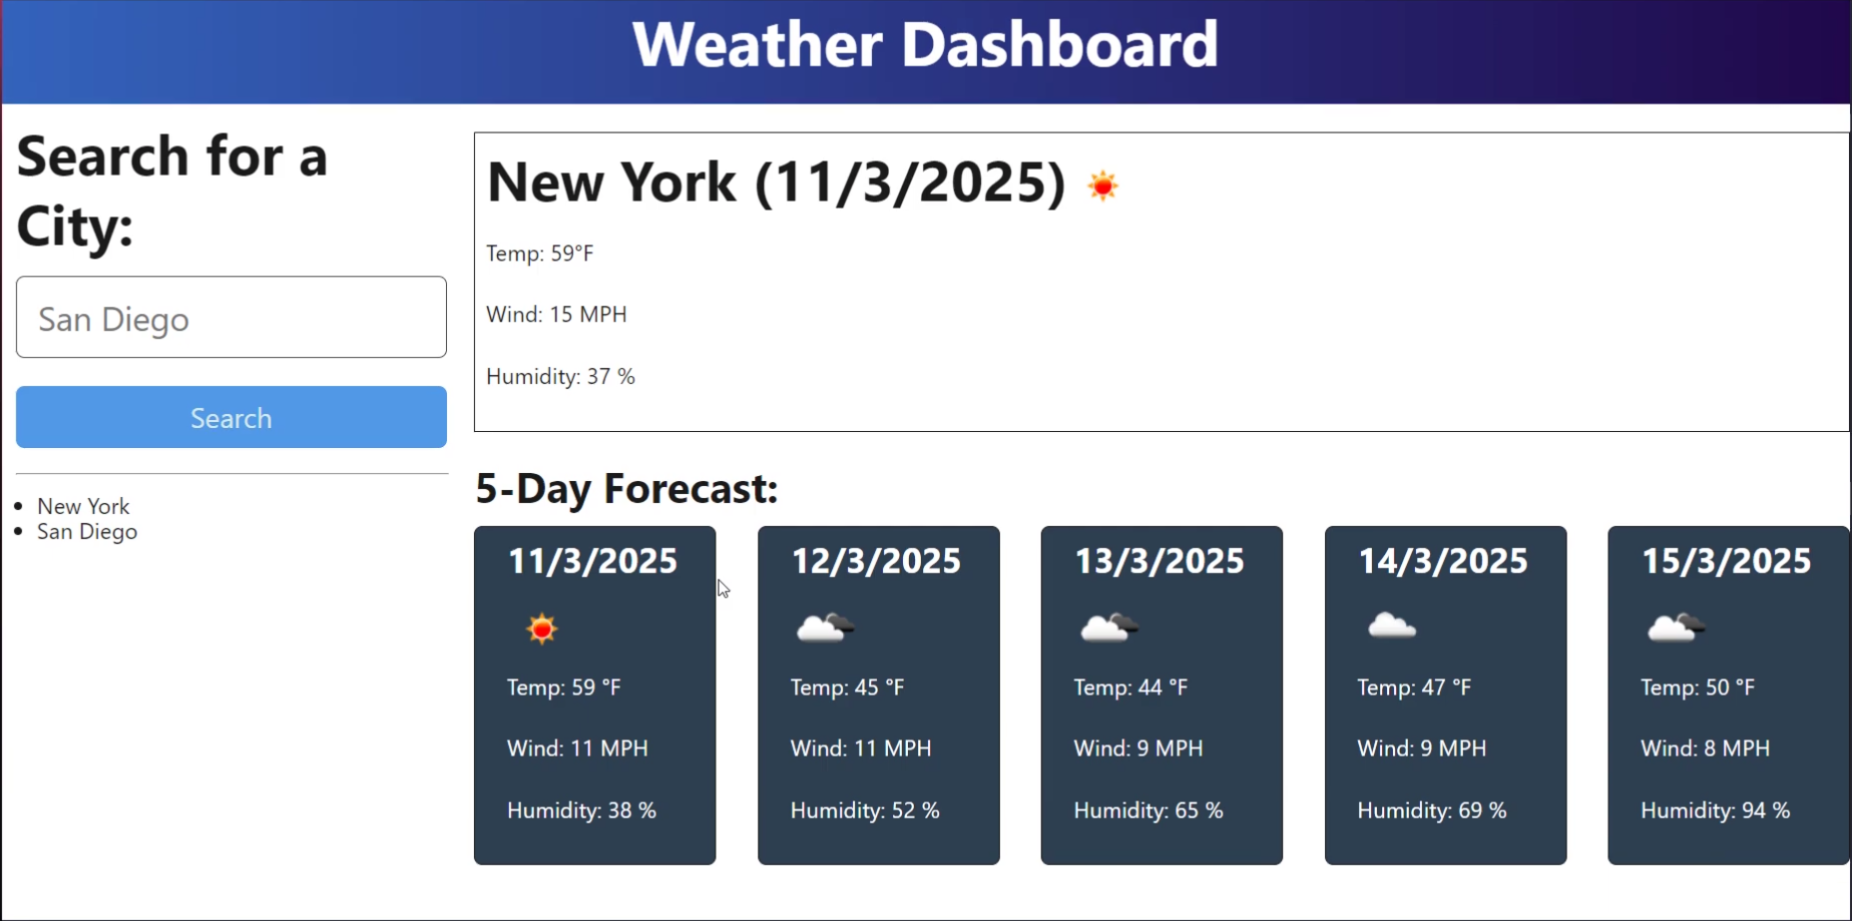 Weather Dashboard
Search for a
City:
San Diego
Search
New York
San Diego
New York (11/3/2025)
Temp: 59°F
Wind: 15 MPH
Humidity: 37 %
5-Day Forecast:
11/3/2025
Temp: 59 °F
Wind: 11 MPH
Humidity: 38 %
12/3/2025
Temp: 45 °F
Wind: 11 MPH
Humidity: 52 %
13/3/2025
Temp: 44 °F
Wind: 9 MPH
Humidity: 65 %
14/3/2025
Temp: 47 °F
Wind: 9 MPH
Humidity: 69 %
15/3/2025
Temp: 50 °F
Wind: 8 MPH
Humidity: 94 %